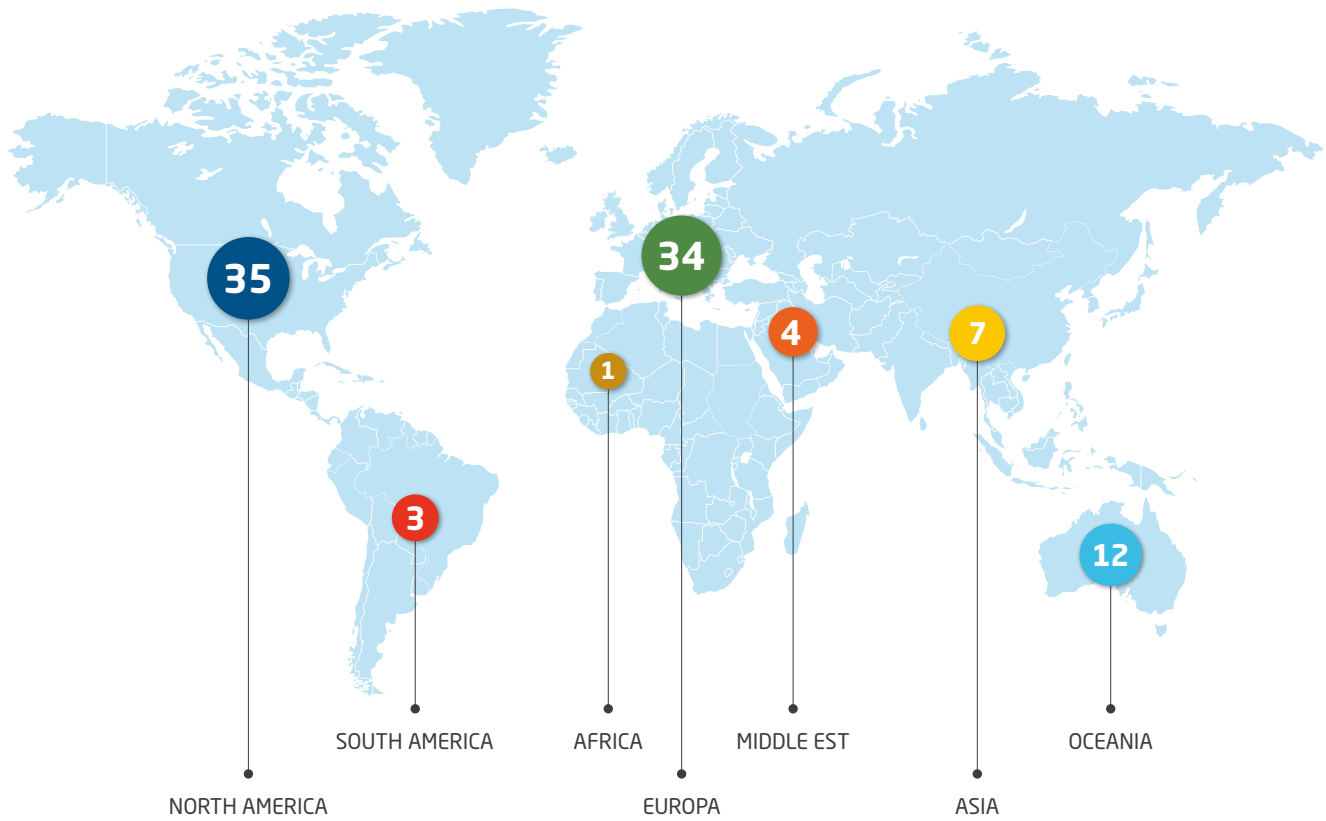 35
34
4
7
1
3
12
SOUTH AMERICA
AFRICA
MIDDLE EST
OCEANIA
NORTH AMERICA
EUROPA
ASIA